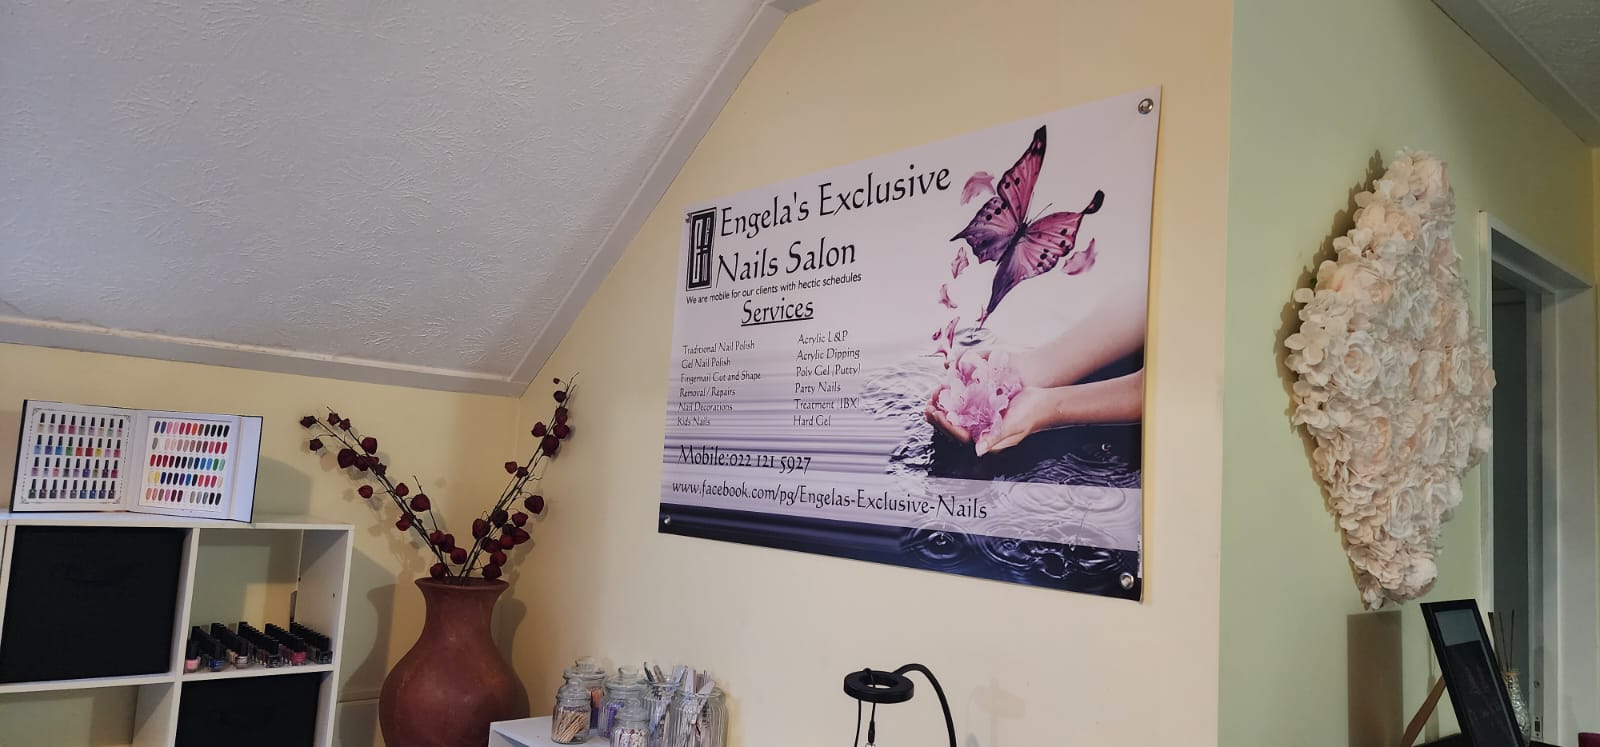 Engela's Exclusive
Nails Salon
We are mobile for our clients with hectic schedules
Services
Traditional Nail Polish
Gel Nail Polish
Fingernail Cut and Shape
Removal / Repairs
Nail Decorations
Kids Nails
Acrylic L&P
Acrylic Dipping
Poly Gel (Putty)
Party Nails
Treatment (IBX)
Hard Gel
Mobile:022 121 5927
www.facebook.com/pg/Engelas-Exclusive-Nails